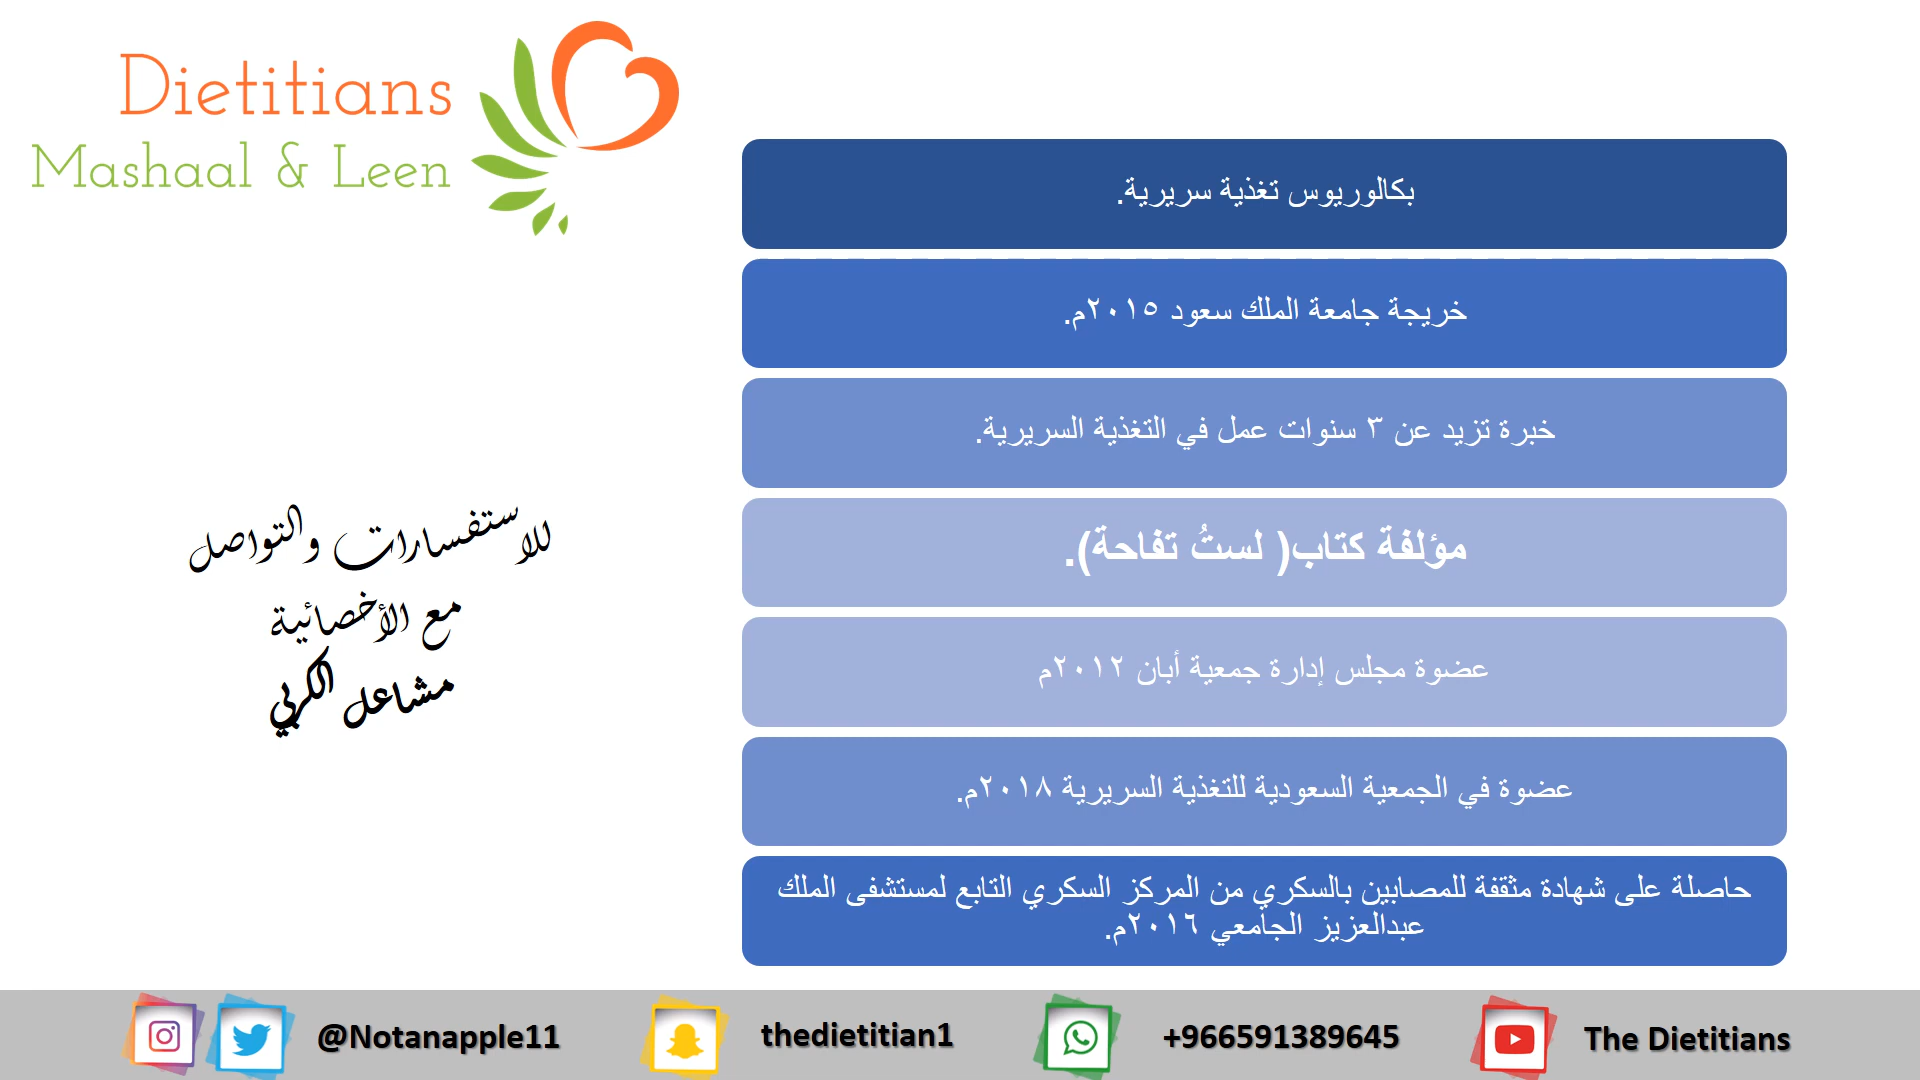 Dietitians
Mashaal & Leen
بكالوريوس تغذية سريرية.
خريجة جامعة الملك سعود ٢٠١٥م.
خبرة تزيد عن ٣ سنوات عمل في التغذية السريرية.
مؤلفة كتاب( لستُ تفاحة).
عضوة مجلس إدارة جمعية أبان ٢٠١٢م
عضوة في الجمعية السعودية للتغذية السريرية ٢٠١٨م.
حاصلة على شهادة مثقفة للمصابين بالسكري من المركز السكري التابع لمستشفى الملك
عبدالعزيز الجامعي ٢٠١٦م.
للاستفسارات والتواصل
مع الأخصائية
مشاعل الكربي
@Notanapple11
thedietitian1
+966591389645
The Dietitians